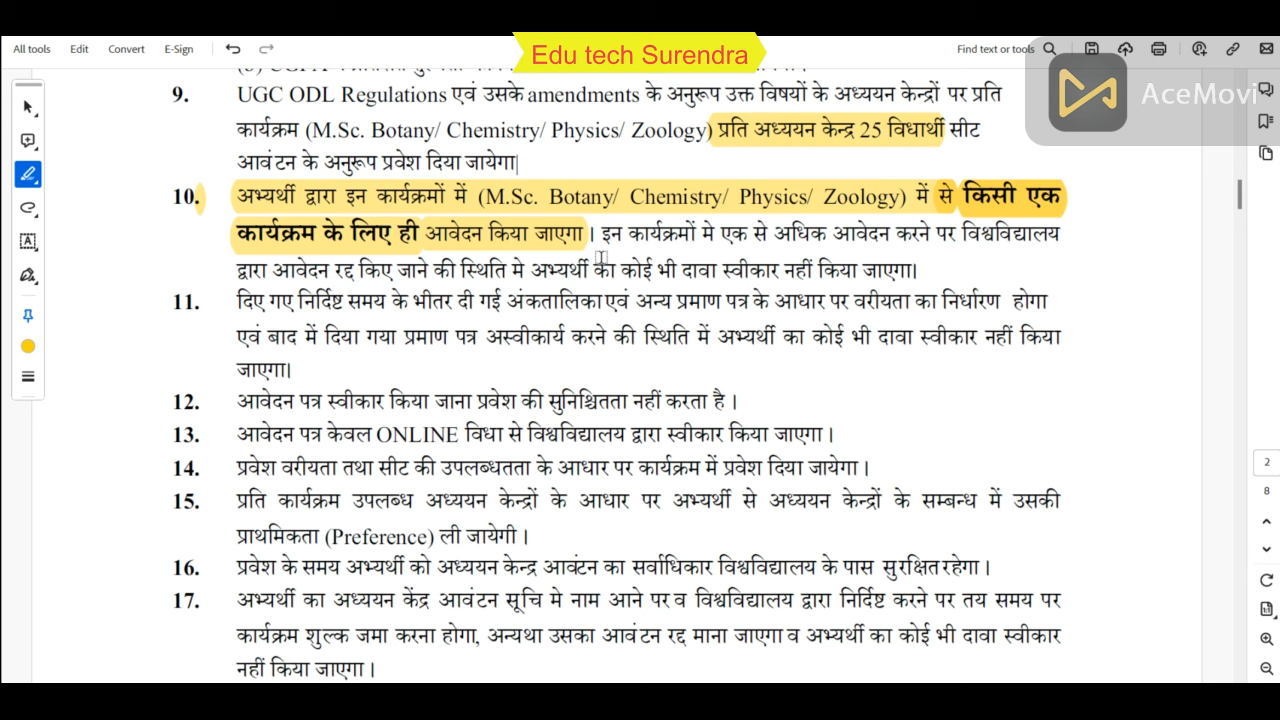 All tools Edit Convert E-Sign
Edu tech Surendra
Find text or tools
AceMovi
9. UGC ODL Regulations एवं उसके amendments के अनुरूप उक्त विषयों के अध्ययन केन्द्रों पर प्रति
कार्यक्रम (M.Sc. Botany/ Chemistry/ Physics/ Zoology) प्रति अध्ययन केन्द्र 25 विधार्थी सीट
आवंटन के अनुरूप प्रवेश दिया जायेगा|
10. अभ्यर्थी द्वारा इन कार्यक्रमों में (M.Sc. Botany/ Chemistry/ Physics/ Zoology) में से किसी एक
कार्यक्रम के लिए ही आवेदन किया जाएगा । इन कार्यक्रमों मे एक से अधिक आवेदन करने पर विश्वविद्यालय
द्वारा आवेदन रद्द किए जाने की स्थिति मे अभ्यर्थी का कोई भी दावा स्वीकार नहीं किया जाएगा।
11. दिए गए निर्दिष्ट समय के भीतर दी गई अंकतालिका एवं अन्य प्रमाण पत्र के आधार पर वरीयता का निर्धारण होगा
एवं बाद में दिया गया प्रमाण पत्र अस्वीकार्य करने की स्थिति में अभ्यर्थी का कोई भी दावा स्वीकार नहीं किया
जाएगा।
12. आवेदन पत्र स्वीकार किया जाना प्रवेश की सुनिश्चितता नहीं करता है ।
13. आवेदन पत्र केवल ONLINE विधा से विश्वविद्यालय द्वारा स्वीकार किया जाएगा ।
14. प्रवेश वरीयता तथा सीट की उपलब्धतता के आधार पर कार्यक्रम में प्रवेश दिया जायेगा ।
15. प्रति कार्यक्रम उपलब्ध अध्ययन केन्द्रों के आधार पर अभ्यर्थी से अध्ययन केन्द्रों के सम्बन्ध में उसकी
प्राथमिकता (Preference) ली जायेगी ।
16. प्रवेश के समय अभ्यर्थी को अध्ययन केन्द्र आवंटन का सर्वाधिकार विश्वविद्यालय के पास सुरक्षित रहेगा ।
17. अभ्यर्थी का अध्ययन केंद्र आवंटन सूचि मे नाम आने पर व विश्वविद्यालय द्वारा निर्दिष्ट करने पर तय समय पर
कार्यक्रम शुल्क जमा करना होगा, अन्यथा उसका आवंटन रद्द माना जाएगा व अभ्यर्थी का कोई भी दावा स्वीकार
नहीं किया जाएगा ।
2
8